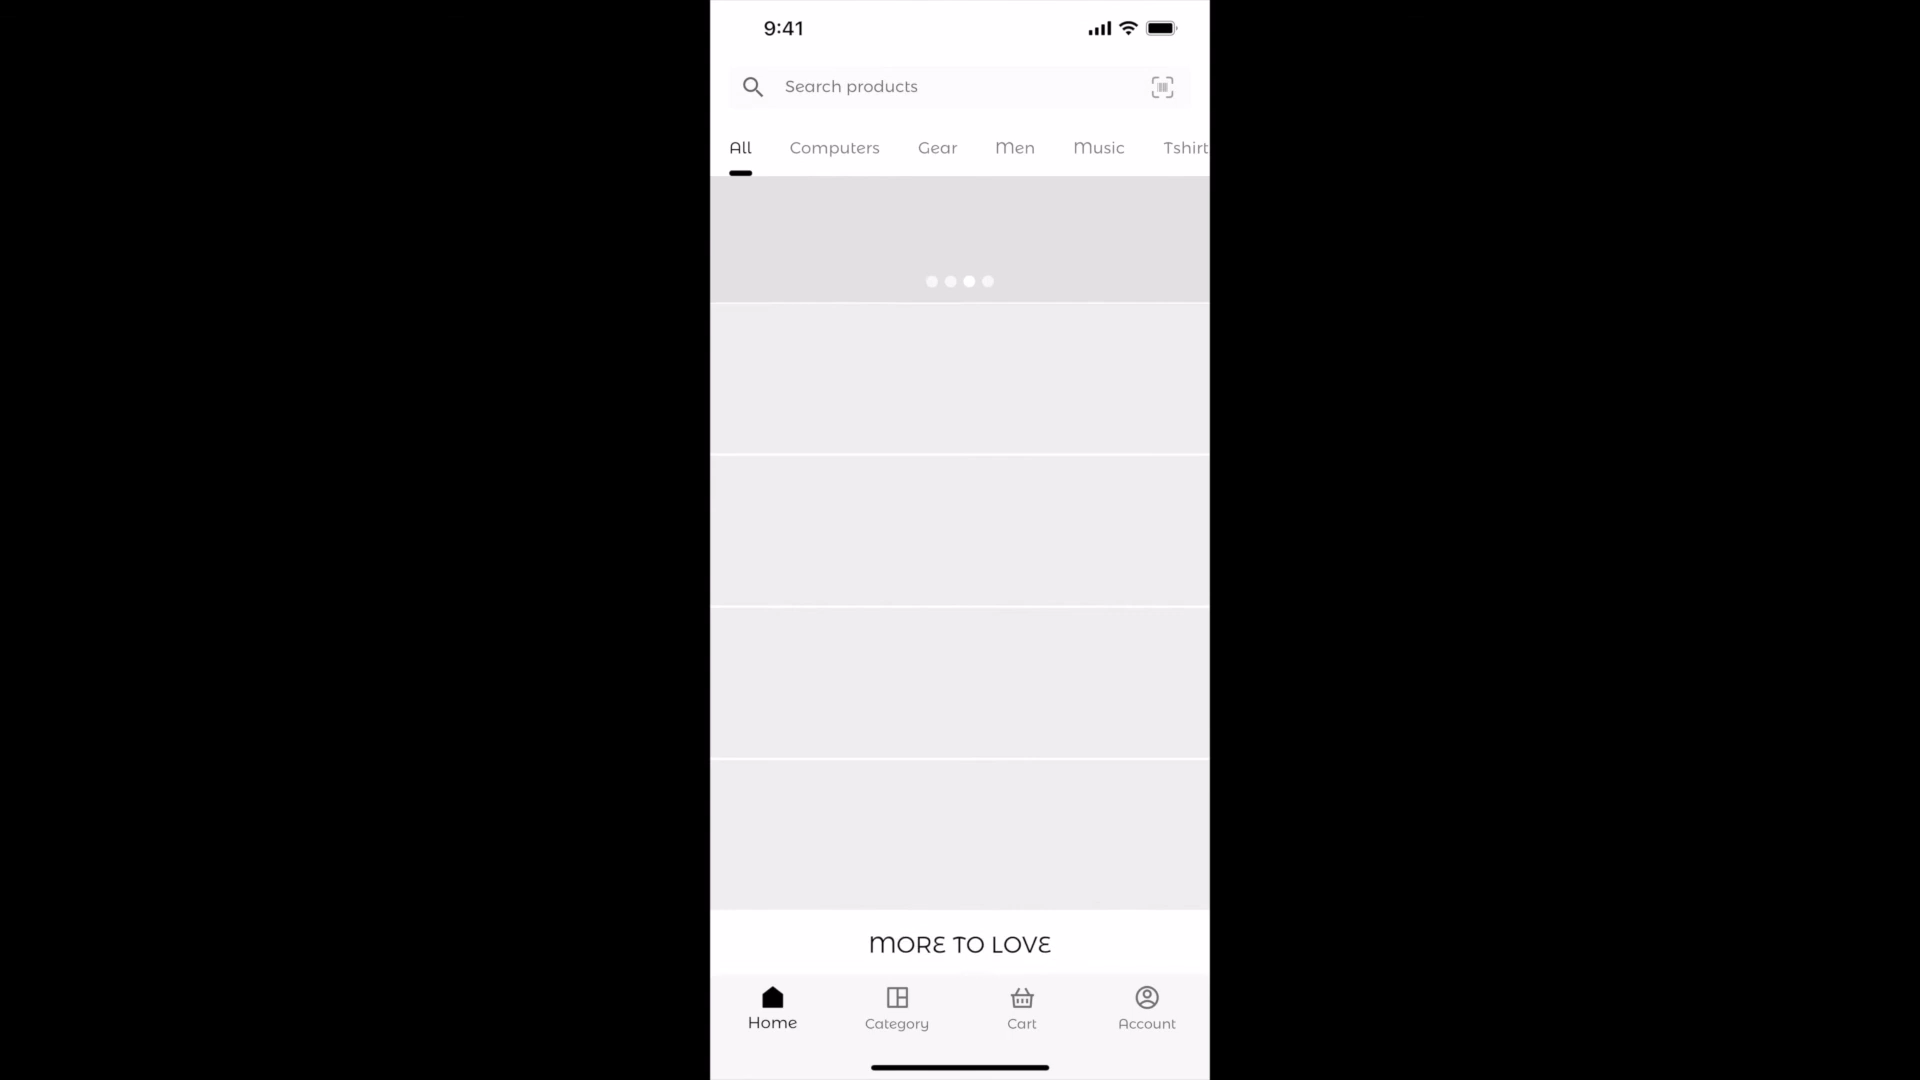 9:41
Search products
All Computers Gear Men Music Tshirt
MORE TO LOVE
Home Category Cart Account